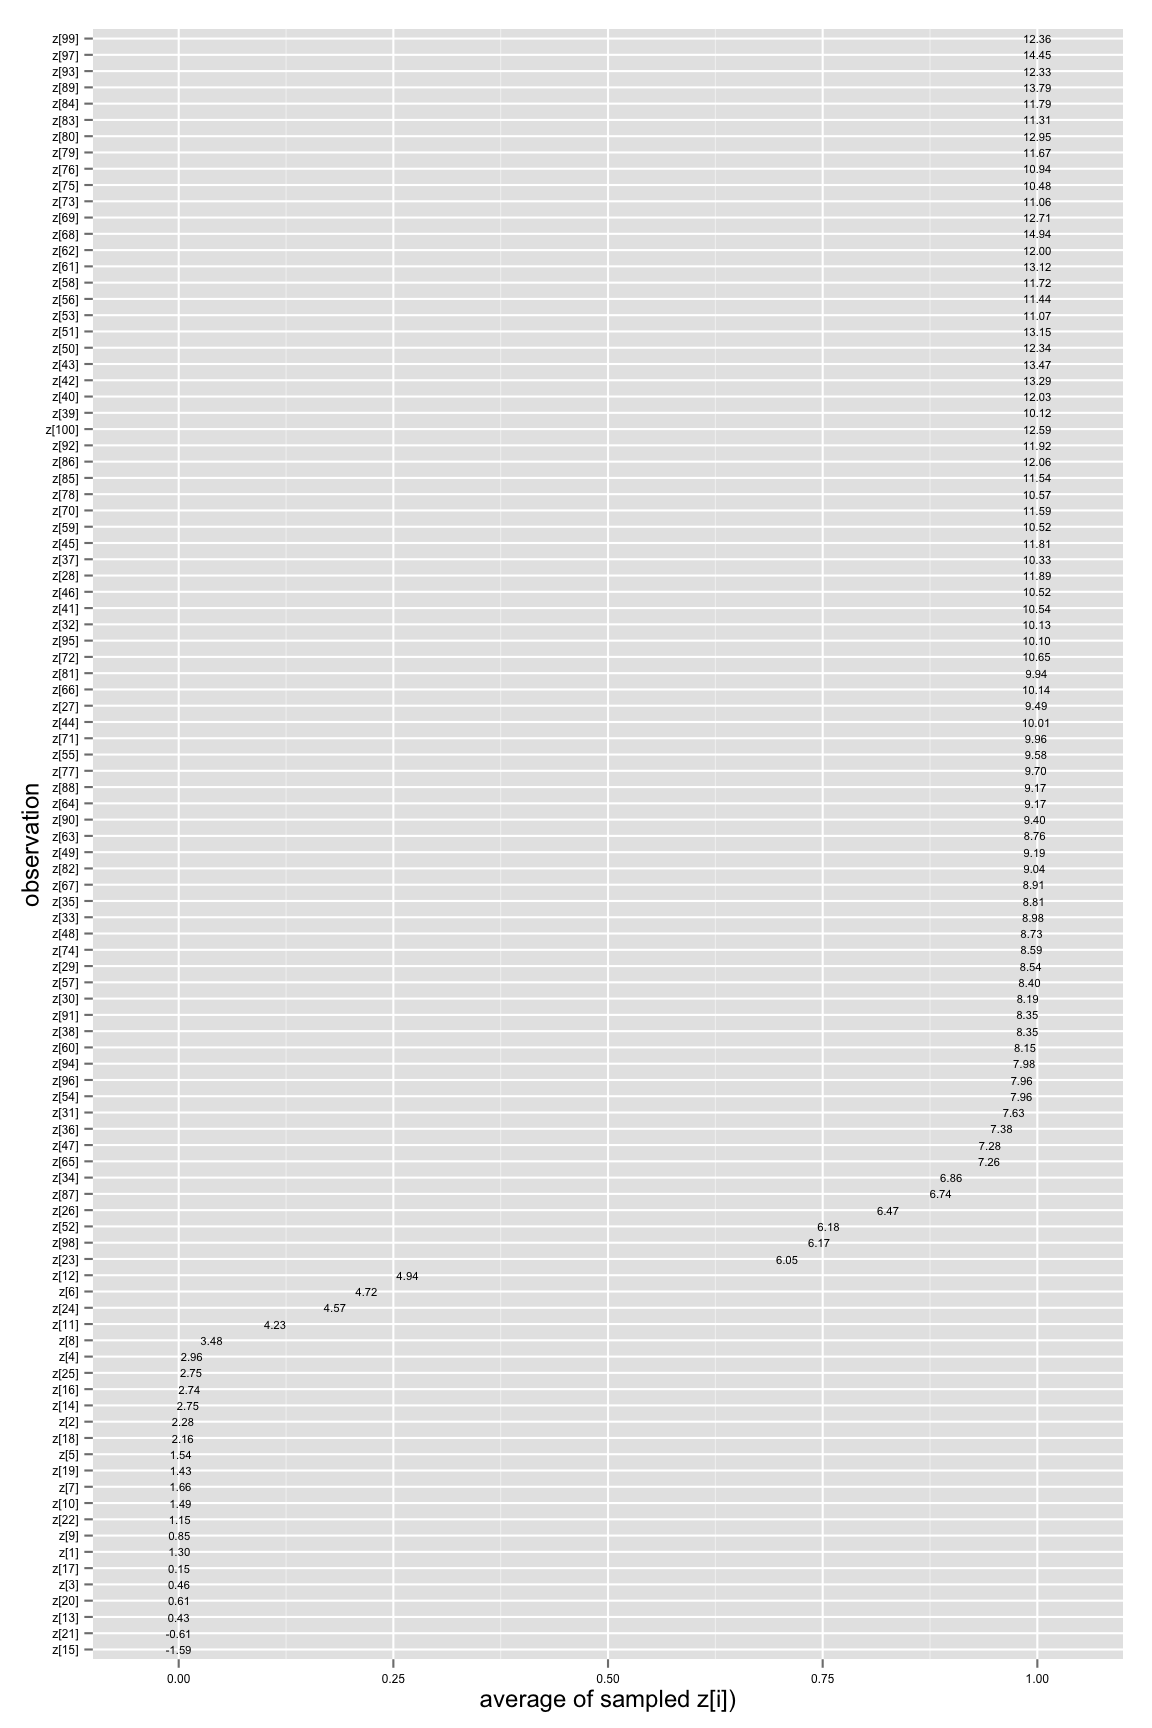 z[99] 12.36
z[97] 14.45
z[93] 12.33
z[89] 13.79
z[84] 11.79
z[83] 11.31
z[80] 12.95
z[79] 11.67
z[76] 10.94
z[75] 10.48
z[73] 11.06
z[69] 12.71
z[68] 14.94
z[62] 12.00
z[61] 13.12
z[58] 11.72
z[56] 11.44
z[53] 11.07
z[51] 13.15
z[50] 12.34
z[43] 13.47
z[42] 13.29
z[40] 12.03
z[39] 10.12
z[100] 12.59
z[92] 11.92
z[86] 12.06
z[85] 11.54
z[78] 10.57
z[70] 11.59
z[59] 10.52
z[45] 11.81
z[37] 10.33
z[28] 11.89
z[46] 10.52
z[41] 10.54
z[32] 10.13
z[95] 10.10
z[72] 10.65
z[81] 9.94
z[66] 10.14
z[27] 9.49
z[44] 10.01
z[71] 9.96
z[55] 9.58
z[77] 9.70
z[88] 9.17
z[64] 9.17
z[90] 9.40
z[63] 8.76
z[49] 9.19
z[82] 9.04
z[67] 8.91
z[35] 8.81
z[33] 8.98
z[48] 8.73
z[74] 8.59
z[29] 8.54
z[57] 8.40
z[30] 8.19
z[91] 8.35
z[38] 8.35
z[60] 8.15
z[94] 7.98
z[96] 7.96
z[54] 7.96
z[31] 7.63
z[36] 7.38
z[47] 7.28
z[65] 7.26
z[34] 6.86
z[87] 6.74
z[26] 6.47
z[52] 6.18
z[98] 6.17
z[23] 6.05
z[12] 4.94
z[6] 4.72
z[24] 4.57
z[11] 4.23
z[8] 3.48
z[4] 2.96
z[25] 2.75
z[16] 2.74
z[14] 2.75
z[2] 2.28
z[18] 2.16
z[5] 1.54
z[19] 1.43
z[7] 1.66
z[10] 1.49
z[22] 1.15
z[9] 0.85
z[1] 1.30
z[17] 0.15
z[3] 0.46
z[20] 0.61
z[13] 0.43
z[21] -0.61
z[15] -1.59
observation
0.00 0.25 0.50 0.75 1.00
average of sampled z[i])